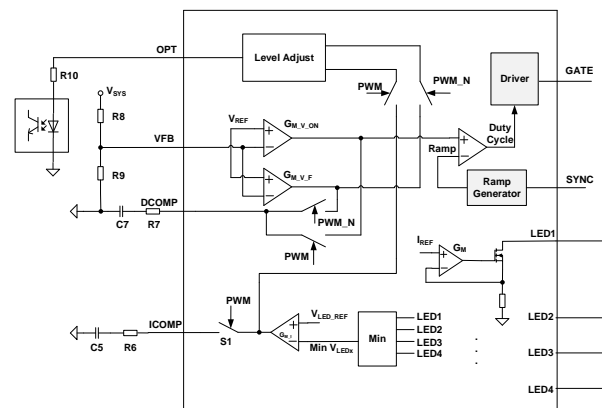 OPT
Level Adjust
R10
PWM
PWM_N
Driver
GATE
VSYS
R8
VREF
GM_V_ON
VFB
Ramp
Duty
Cycle
GM_V_F
R9
Ramp
Generator
SYNC
DCOMP
C7
R7
PWM_N
PWM
IREF
GM
LED1
PWM
VLED_REF
ICOMP
S1
GM_I
Min
LED1
LED2
LED3
LED4
C5
R6
Min VLEDx
LED2
LED3
LED4